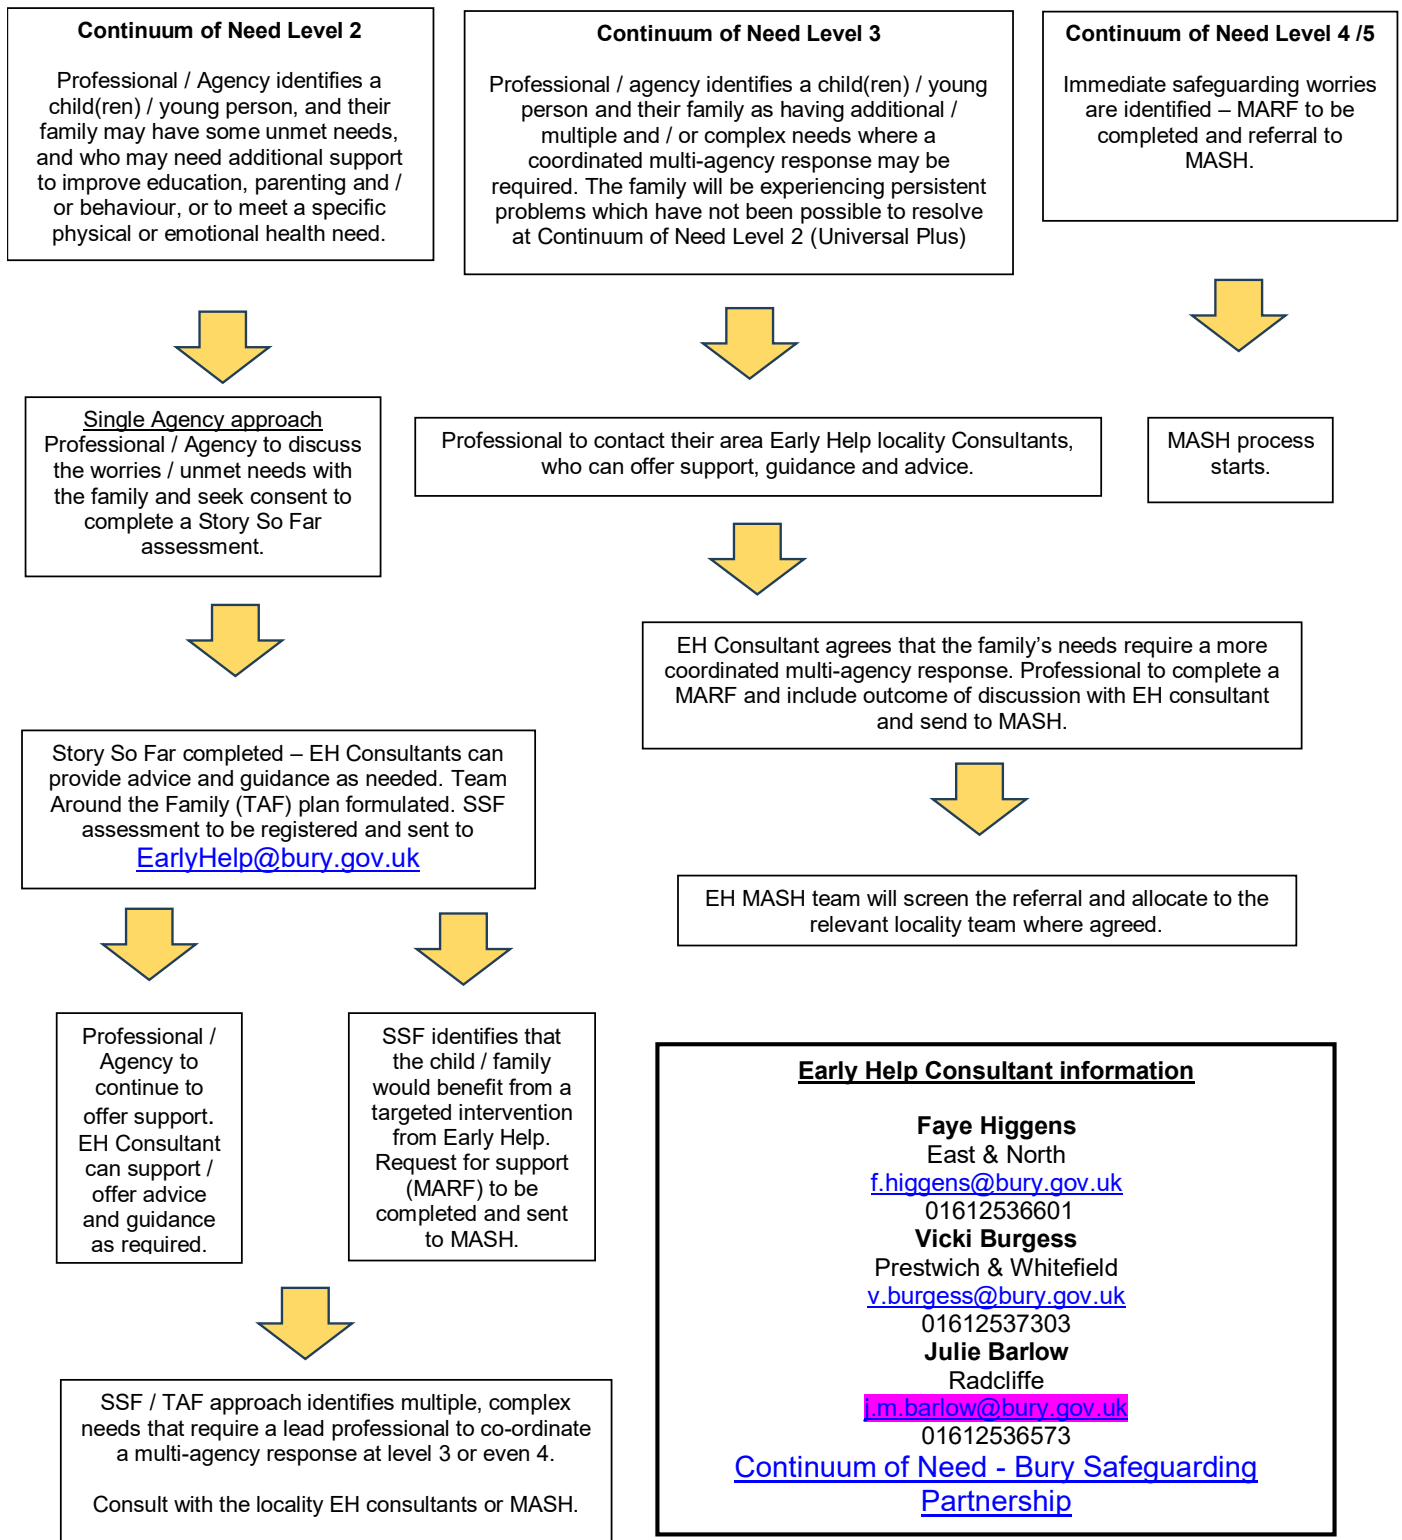 Continuum of Need Level 2
Professional / Agency identifies a
child(ren) / young person, and their
family may have some unmet needs,
and who may need additional support
to improve education, parenting and /
or behaviour, or to meet a specific
physical or emotional health need.
Continuum of Need Level 3
Professional / agency identifies a child(ren) / young
person and their family as having additional /
multiple and / or complex needs where a
coordinated multi-agency response may be
required. The family will be experiencing persistent
problems which have not been possible to resolve
at Continuum of Need Level 2 (Universal Plus)
Continuum of Need Level 4 /5
Immediate safeguarding worries
are identified – MARF to be
completed and referral to
MASH.
Single Agency approach
Professional / Agency to discuss
the worries / unmet needs with
the family and seek consent to
complete a Story So Far
assessment.
Professional to contact their area Early Help locality Consultants,
who can offer support, guidance and advice.
MASH process
starts.
EH Consultant agrees that the family's needs require a more
coordinated multi-agency response. Professional to complete a
MARF and include outcome of discussion with EH consultant
and send to MASH.
Story So Far completed – EH Consultants can
provide advice and guidance as needed. Team
Around the Family (TAF) plan formulated. SSF
assessment to be registered and sent to
EarlyHelp@bury.gov.uk
EH MASH team will screen the referral and allocate to the
relevant locality team where agreed.
Professional /
Agency to
continue to
offer support.
EH Consultant
can support /
offer advice
and guidance
as required.
SSF identifies that
the child / family
would benefit from a
targeted intervention
from Early Help.
Request for support
(MARF) to be
completed and sent
to MASH.
SSF / TAF approach identifies multiple, complex
needs that require a lead professional to co-ordinate
a multi-agency response at level 3 or even 4.
Consult with the locality EH consultants or MASH.
Early Help Consultant information
Faye Higgens
East & North
f.higgens@bury.gov.uk
01612536601
Vicki Burgess
Prestwich & Whitefield
v.burgess@bury.gov.uk
01612537303
Julie Barlow
Radcliffe
j.m.barlow@bury.gov.uk
01612536573
Continuum of Need - Bury Safeguarding
Partnership